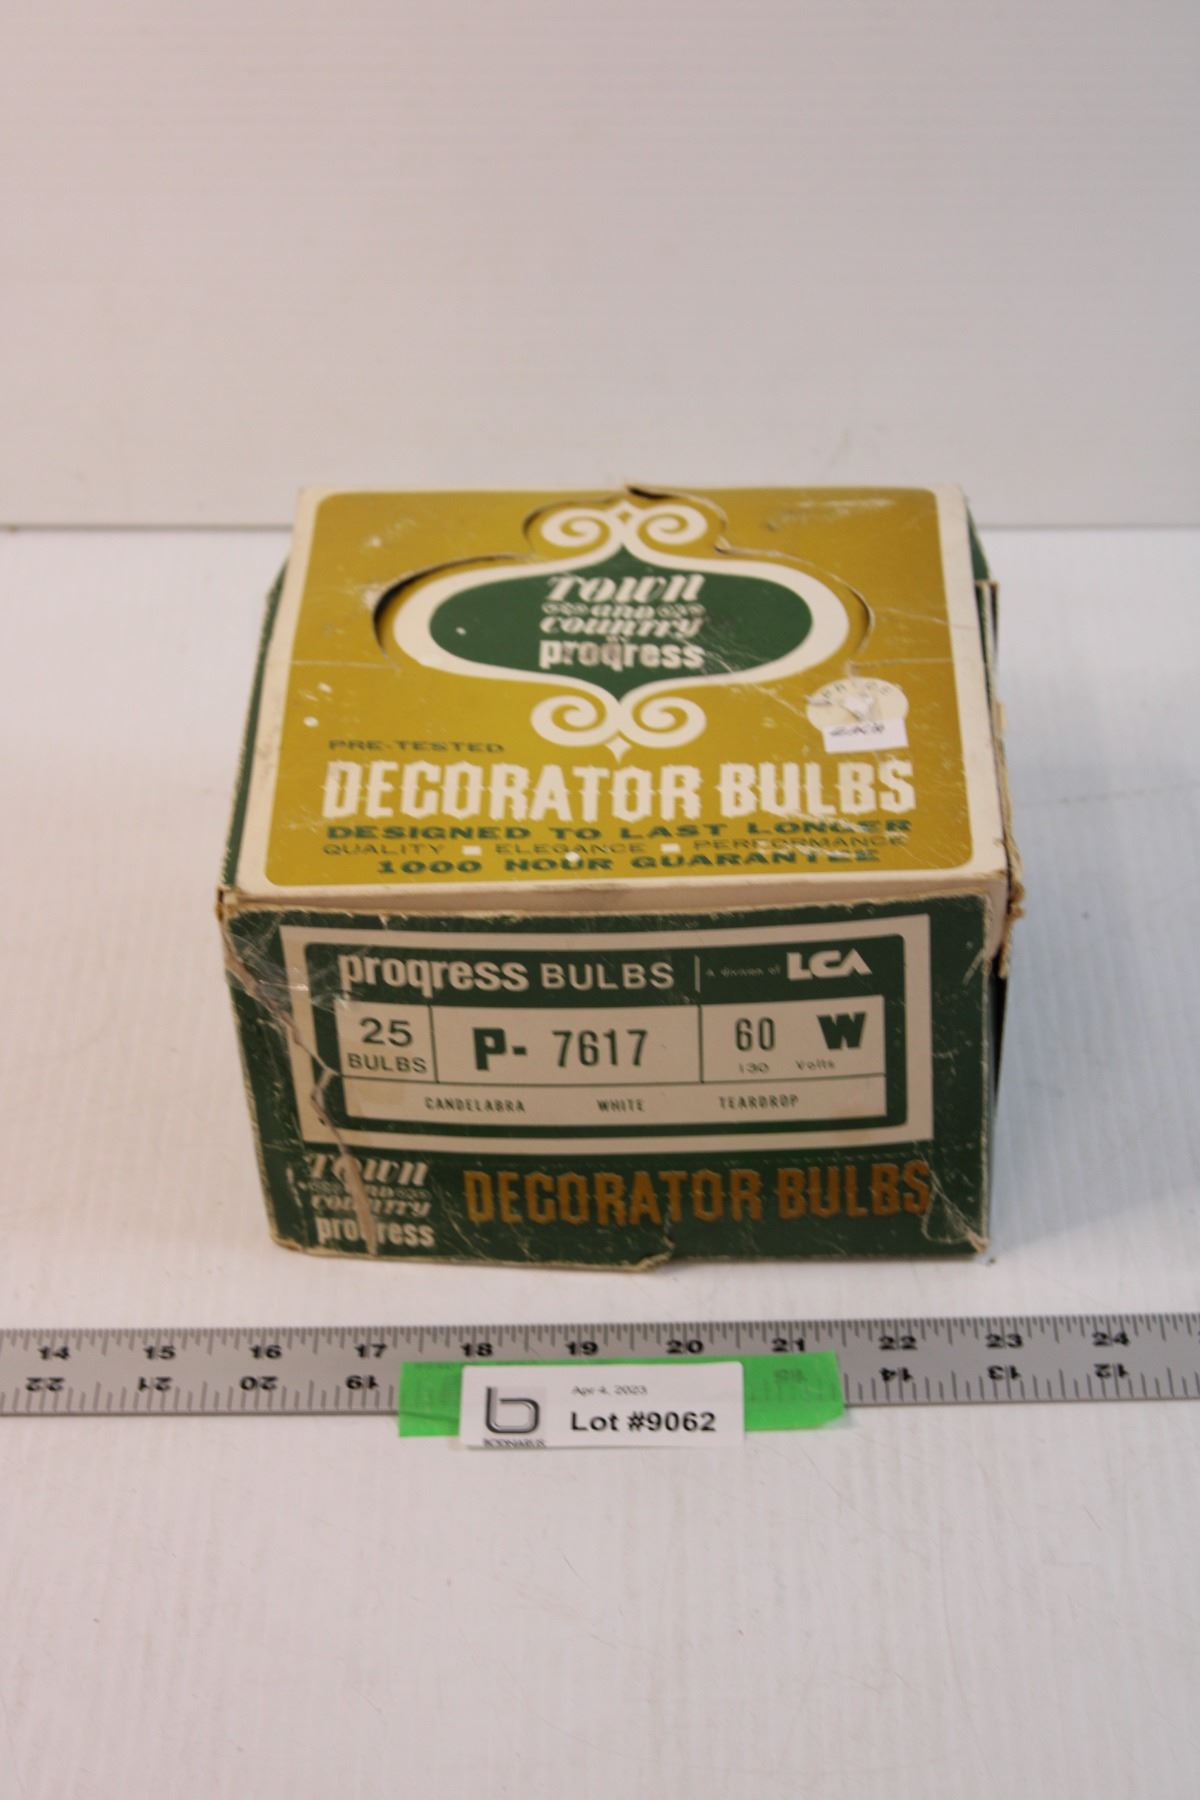 Town
and
country
by
progress
PRE-TESTED
DECORATOR BULBS
DESIGNED TO LAST LONGER
QUALITY ■ ELEGANCE ■ PERFORMANCE
1000 HOUR GUARANTEE
progress BULBS | A division of LCA
25 BULBS
P- 7617
60 W
130 Volts
CANDELABRA WHITE TEARDROP
Town
and
country
progress
DECORATOR BULBS
14 15 16 17 18 19 20 21 22 23 24
22 21 20 19 15 14 13 12
Apr 4, 2023
Lot #9062
BODNARUS